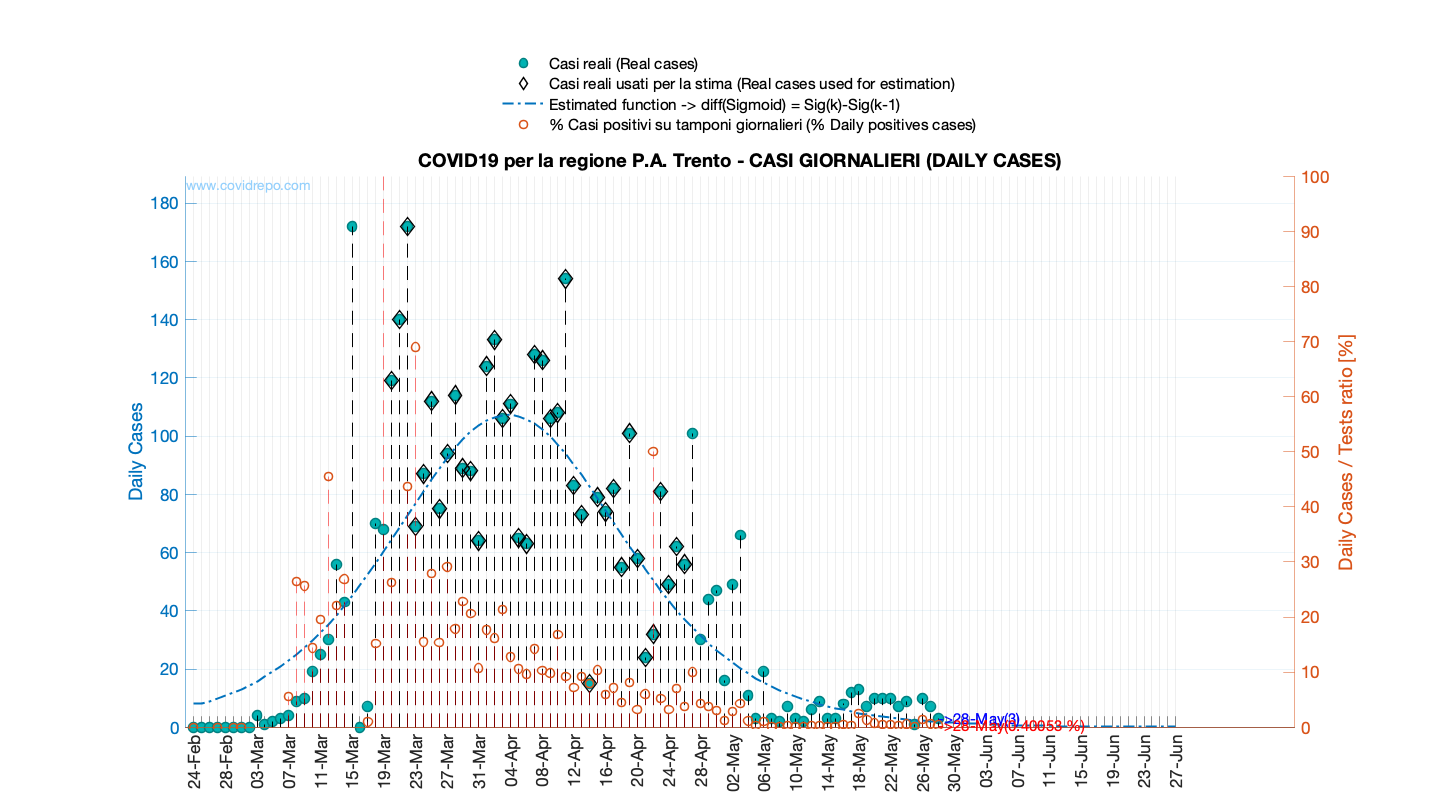 Casi reali (Real cases)
Casi reali usati per la stima (Real cases used for estimation)
Estimated function -> diff(Sigmoid) = Sig(k)-Sig(k-1)
% Casi positivi su tamponi giornalieri (% Daily positives cases)
COVID19 per la regione P.A. Trento - CASI GIORNALIERI (DAILY CASES)
www.covidrepo.com
180
160
140
120
100
80
60
40
20
0
Daily Cases
100
90
80
70
60
50
40
30
20
10
0
Daily Cases / Tests ratio [%]
->28-May(3)
->28-May(0.40053 %)
24-Feb
28-Feb
03-Mar
07-Mar
11-Mar
15-Mar
19-Mar
23-Mar
27-Mar
31-Mar
04-Apr
08-Apr
12-Apr
16-Apr
20-Apr
24-Apr
28-Apr
02-May
06-May
10-May
14-May
18-May
22-May
26-May
30-May
03-Jun
07-Jun
11-Jun
15-Jun
19-Jun
23-Jun
27-Jun